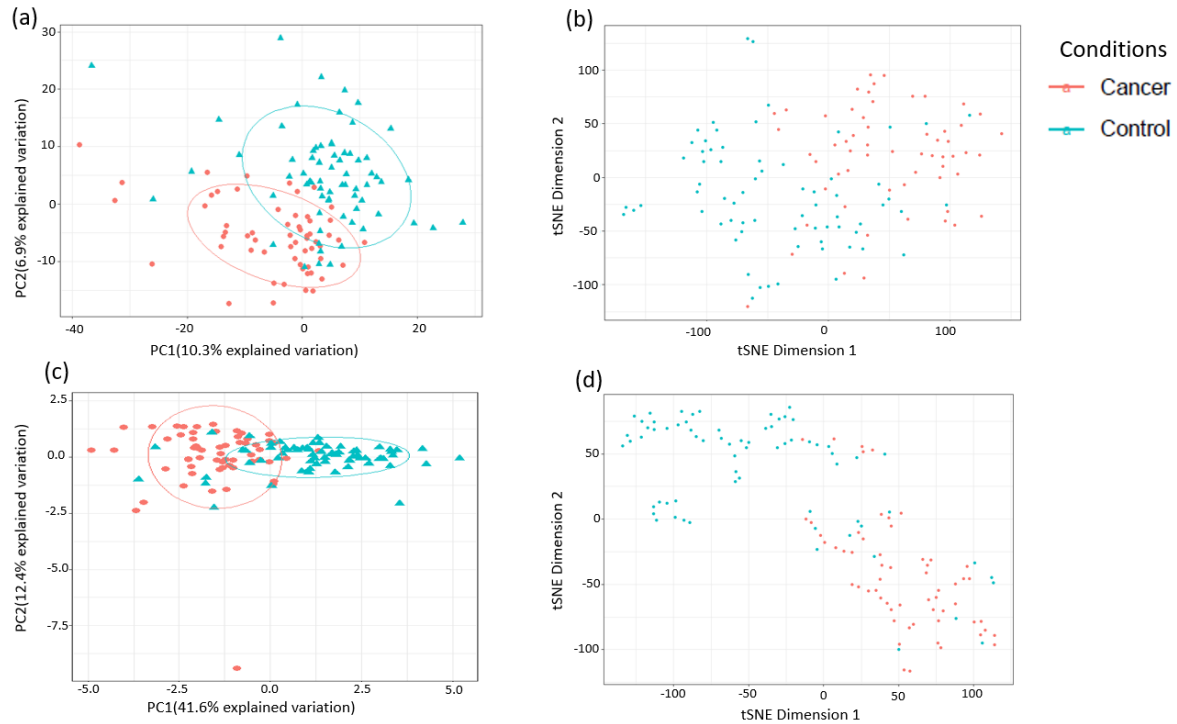 (a)
30
20
10
0
-10
PC2(6.9% explained variation)
-40
-20
0
20
PC1(10.3% explained variation)
(b)
100
50
0
-50
-100
tSNE Dimension 2
-100
0
100
tSNE Dimension 1
Conditions
a Cancer
a Control
(c)
2.5
0.0
-2.5
-5.0
-7.5
PC2(12.4% explained variation)
-5.0
-2.5
0.0
2.5
5.0
PC1(41.6% explained variation)
(d)
50
0
-50
-100
tSNE Dimension 2
-100
-50
0
50
100
tSNE Dimension 1